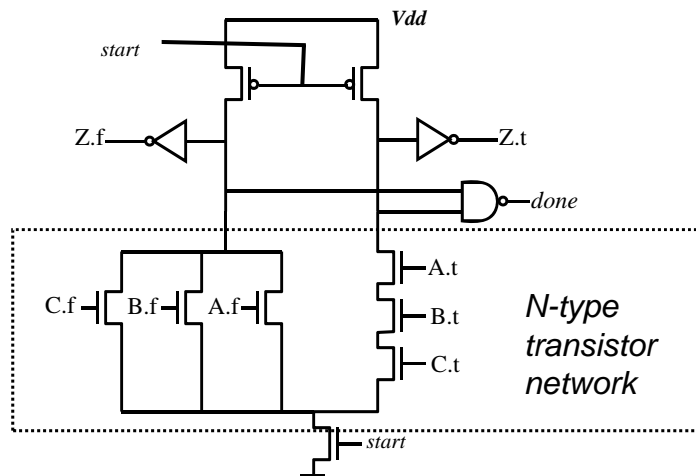 Vdd
start
Z.f
Z.t
done
A.t
C.f
B.f
A.f
B.t
C.t
N-type
transistor
network
start